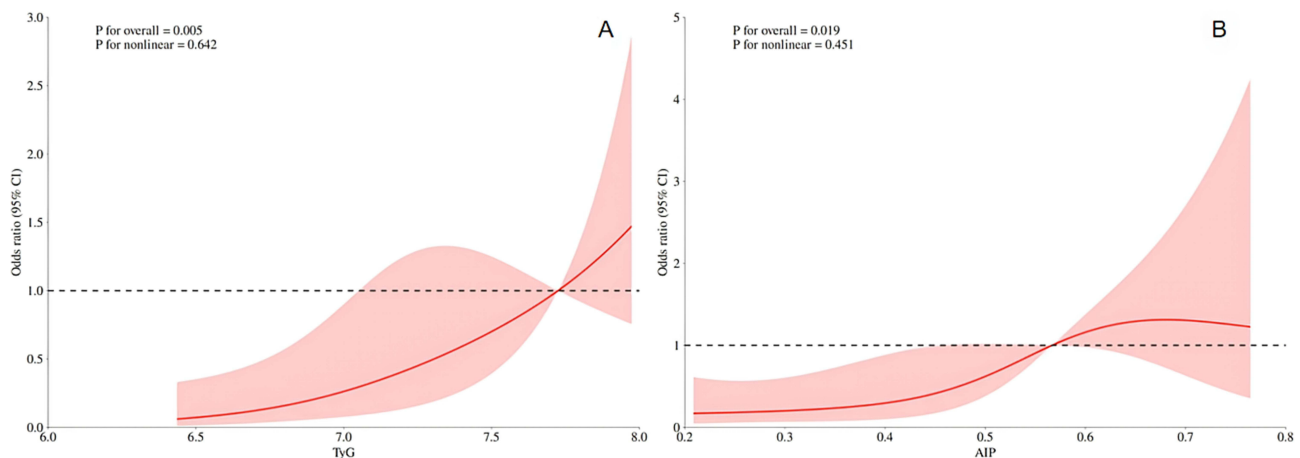 P for overall = 0.005
P for nonlinear = 0.642
A
3.0
2.5
2.0
1.5
1.0
0.5
0.0
Odds ratio (95% CI)
6.0 6.5 7.0 7.5 8.0
TyG
P for overall = 0.019
P for nonlinear = 0.451
B
5
4
3
2
1
0
Odds ratio (95% CI)
0.2 0.3 0.4 0.5 0.6 0.7 0.8
AIP